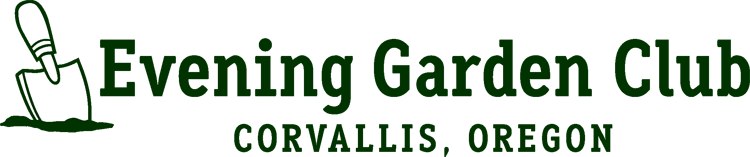 Evening Garden Club
CORVALLIS, OREGON